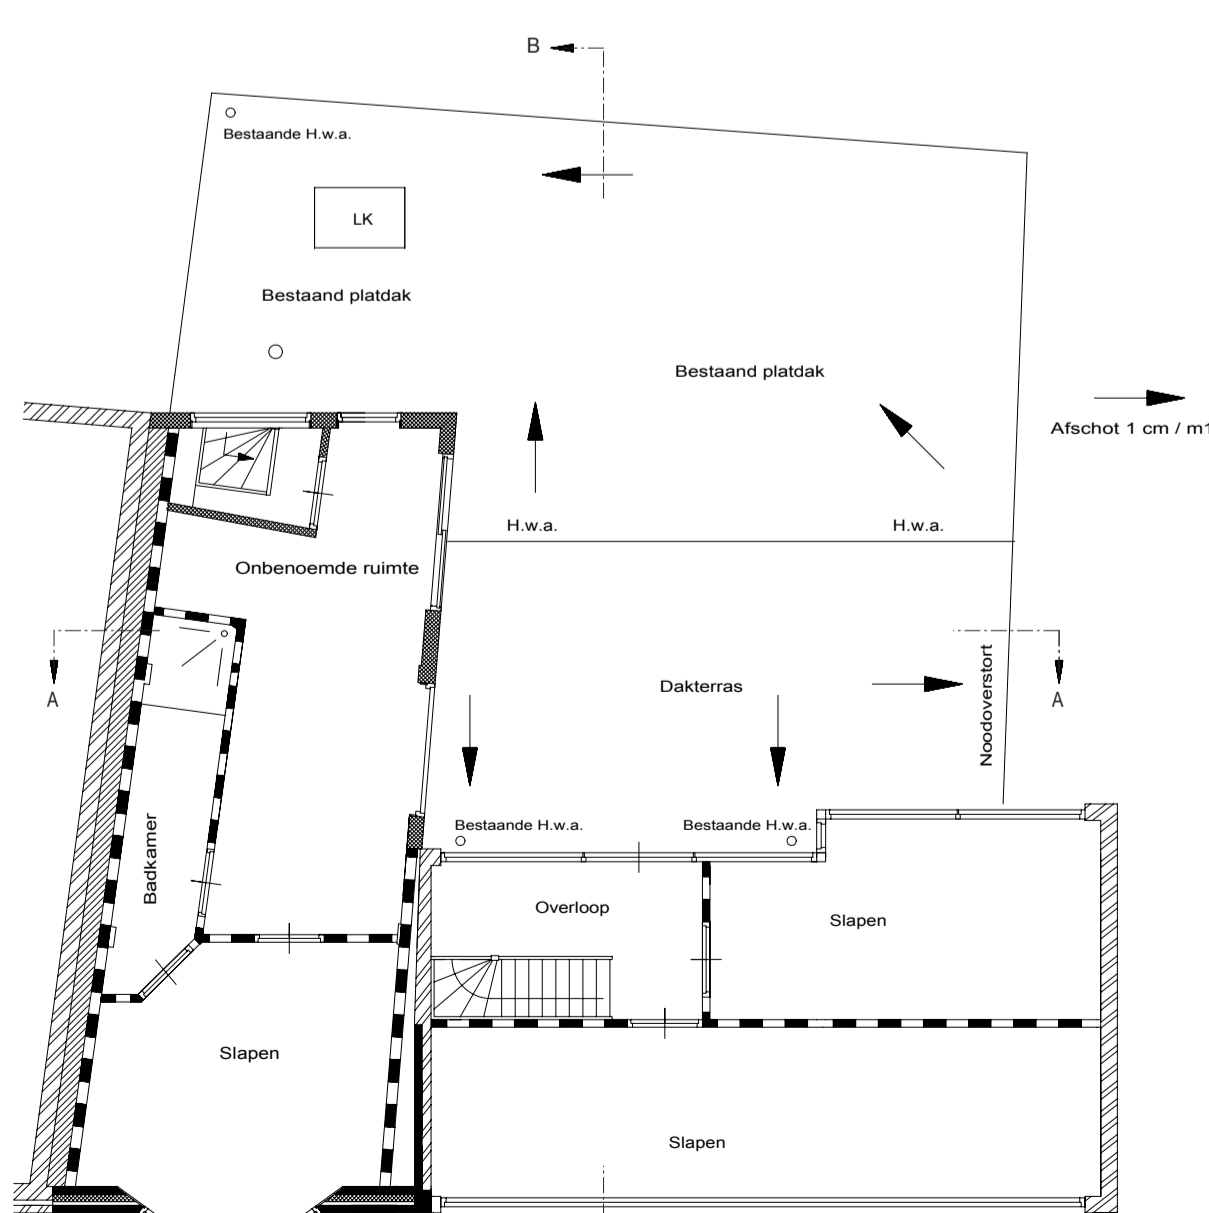 B
Bestaande H.w.a.
LK
Bestaand platdak
Bestaand platdak
Afschot 1 cm / m1
H.w.a.
H.w.a.
Onbenoemde ruimte
A
Dakterras
Noodoverstort
A
Badkamer
Bestaande H.w.a.
Bestaande H.w.a.
Overloop
Slapen
Slapen
Slapen